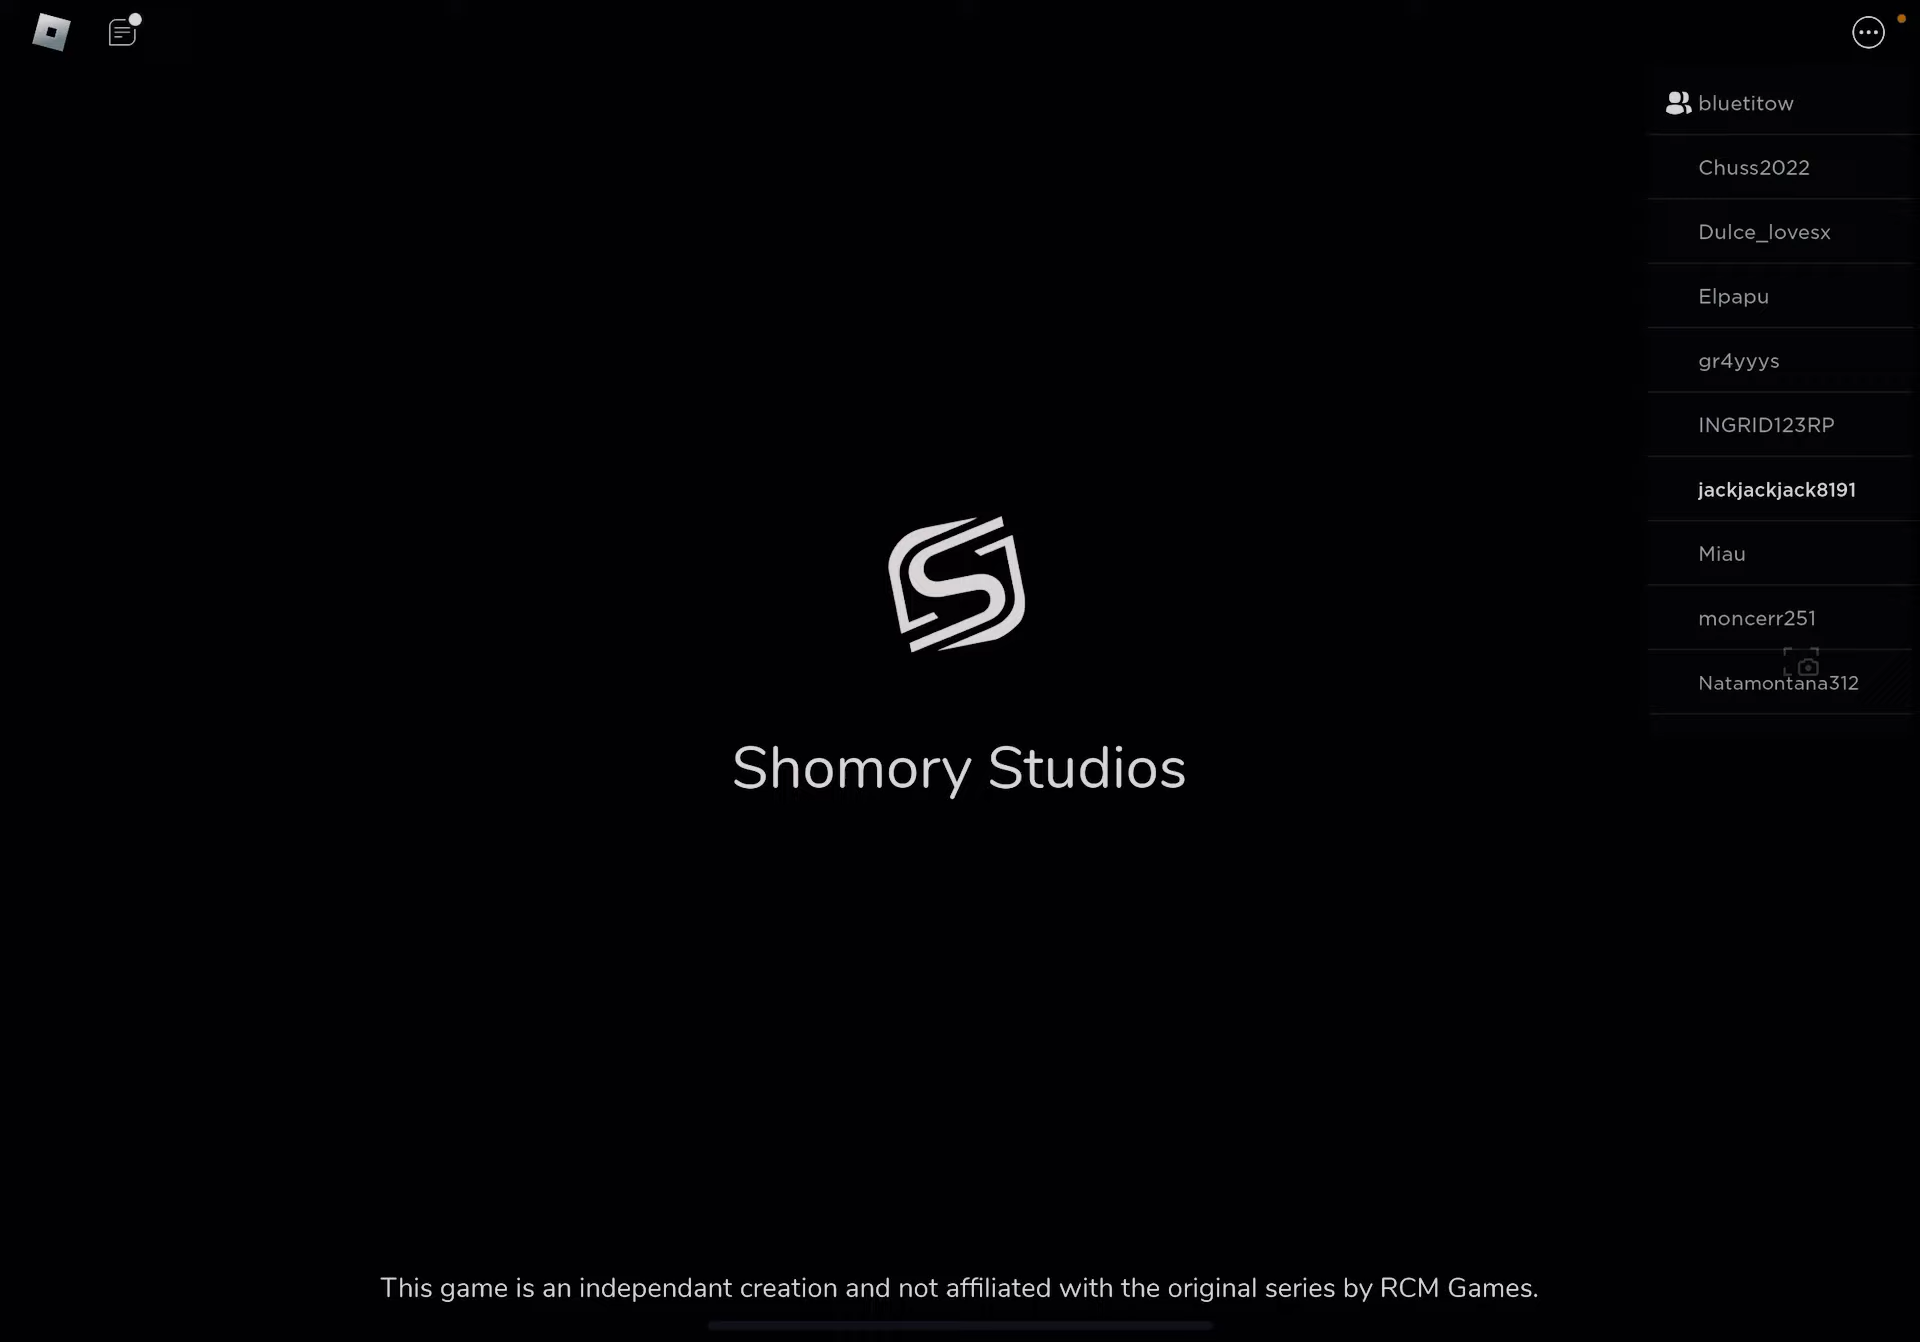 bluetitow
Chuss2022
Dulce_lovesx
Elpapu
gr4yyys
INGRID123RP
jackjackjack8191
Miau
moncerr251
Natamontana312
Shomory Studios
This game is an independant creation and not affiliated with the original series by RCM Games.